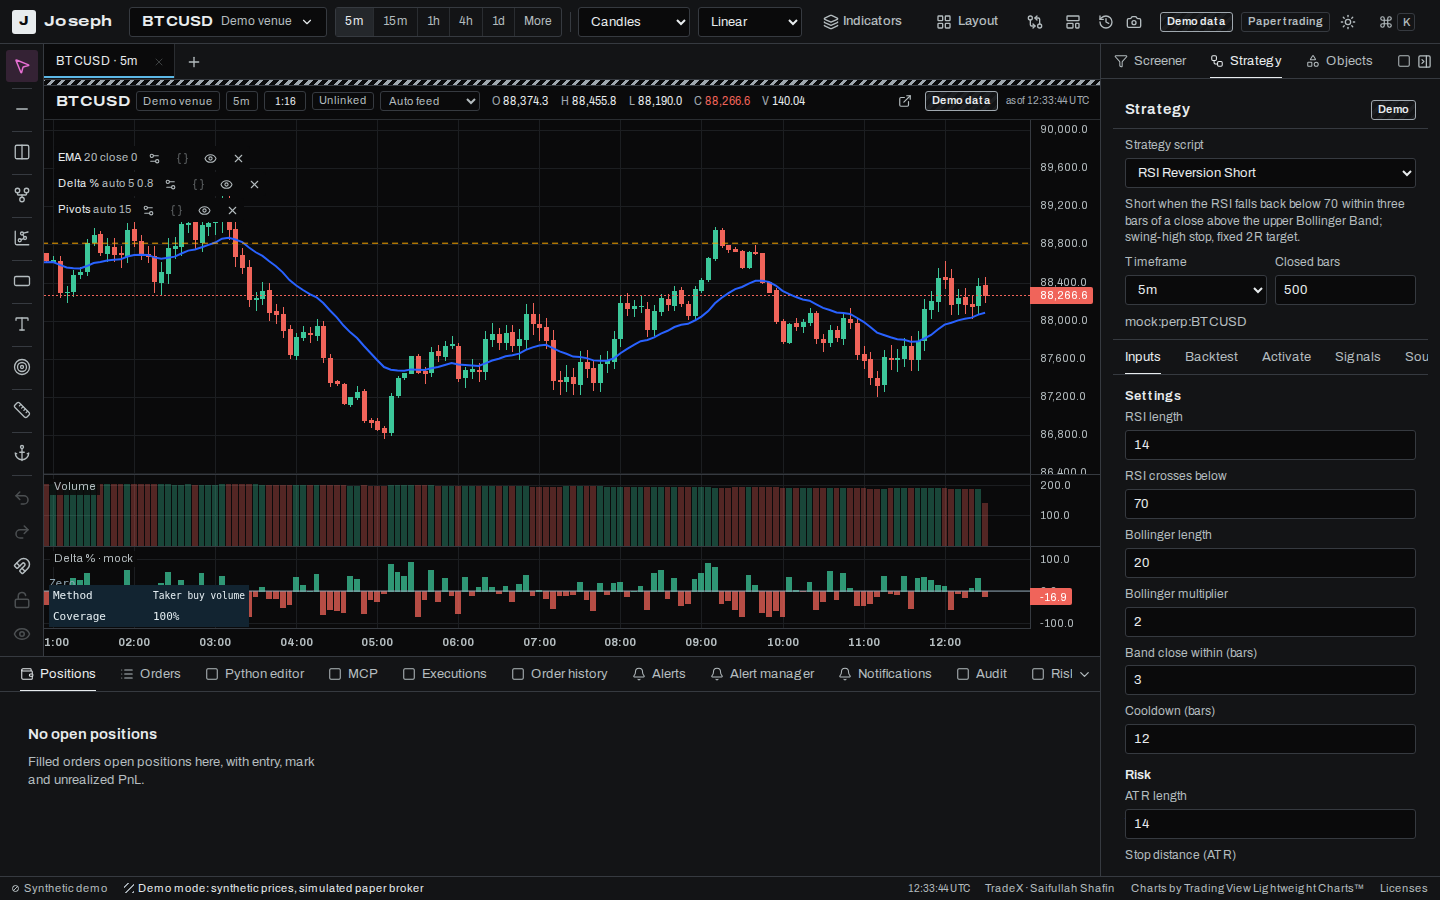 J Joseph BTCUSD Demo venue 5m 15m 1h 4h 1d More Candles Linear Indicators Layout Demo data Paper trading ⌘ K
BTCUSD · 5m
Screener Strategy Objects
BTCUSD Demo venue 5m 1:16 Unlinked Auto feed O 88,374.3 H 88,455.8 L 88,190.0 C 88,266.6 V 140.04 Demo data as of 12:33:44 UTC
EMA 20 close 0
Delta % auto 5 0.8
Pivots auto 15
90,000.0
89,600.0
89,200.0
88,800.0
88,400.0
88,266.6
88,000.0
87,600.0
87,200.0
86,800.0
86,400.0
Volume
200.0
100.0
Delta % · mock
100.0
Zero
Method Taker buy volume
Coverage 100%
-16.9
-100.0
1:00 02:00 03:00 04:00 05:00 06:00 07:00 08:00 09:00 10:00 11:00 12:00
Strategy Demo
Strategy script
RSI Reversion Short
Short when the RSI falls back below 70 within three
bars of a close above the upper Bollinger Band;
swing-high stop, fixed 2R target.
Timeframe Closed bars
5m 500
mock:perp:BTCUSD
Inputs Backtest Activate Signals Sou
Settings
RSI length
14
RSI crosses below
70
Bollinger length
20
Bollinger multiplier
2
Band close within (bars)
3
Cooldown (bars)
12
Risk
ATR length
14
Stop distance (ATR)
Positions Orders Python editor MCP Executions Order history Alerts Alert manager Notifications Audit Risk
No open positions
Filled orders open positions here, with entry, mark
and unrealized PnL.
Synthetic demo Demo mode: synthetic prices, simulated paper broker 12:33:44 UTC TradeX · Saifullah Shafin Charts by TradingView Lightweight Charts™ Licenses